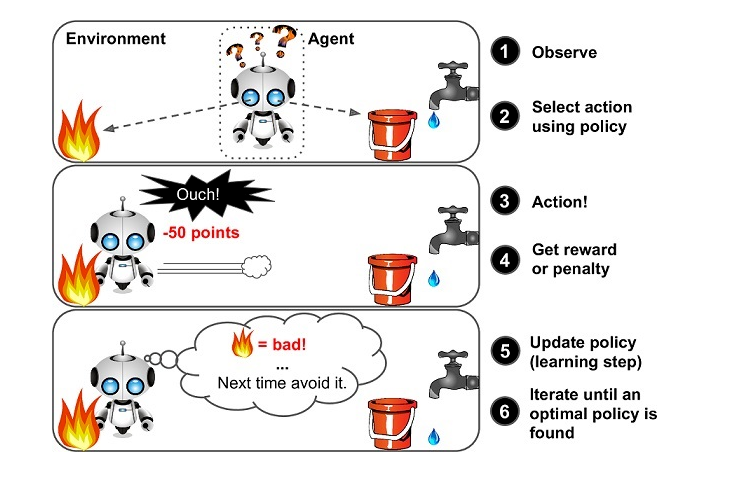 Environment
Agent
? ? ?
1 Observe
2 Select action
using policy
Ouch!
-50 points
3 Action!
4 Get reward
or penalty
= bad!
...
Next time avoid it.
5 Update policy
(learning step)
6 Iterate until an
optimal policy is
found